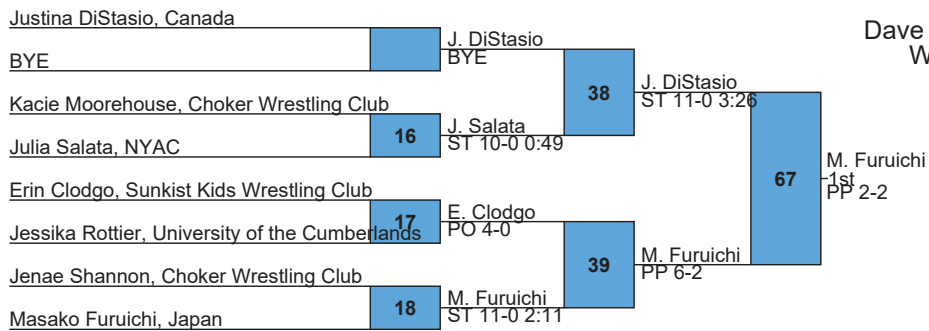 Justina DiStasio, Canada
BYE
Kacie Moorehouse, Choker Wrestling Club
Julia Salata, NYAC
Erin Clodgo, Sunkist Kids Wrestling Club
Jessika Rottier, University of the Cumberlands
Jenae Shannon, Choker Wrestling Club
Masako Furuichi, Japan
16
17
18
J. DiStasio
BYE
J. Salata
ST 10-0 0:49
E. Clodgo
PO 4-0
M. Furuichi
ST 11-0 2:11
38
39
J. DiStasio
ST 11-0 3:26
M. Furuichi
PP 6-2
67
M. Furuichi
1st
PP 2-2
Dave
W